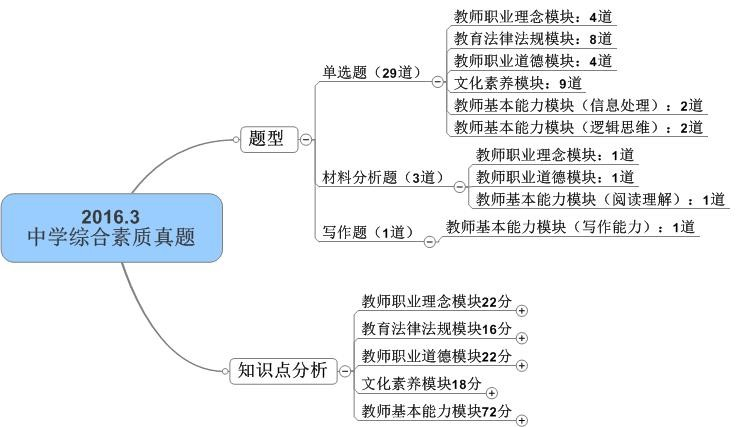 2016.3
中学综合素质真题
题型
单选题（29道）
教师职业理念模块：4道
教育法律法规模块：8道
教师职业道德模块：4道
文化素养模块：9道
教师基本能力模块（信息处理）：2道
教师基本能力模块（逻辑思维）：2道
材料分析题（3道）
教师职业理念模块：1道
教师职业道德模块：1道
教师基本能力模块（阅读理解）：1道
写作题（1道）
教师基本能力模块（写作能力）：1道
知识点分析
教师职业理念模块22分
教育法律法规模块16分
教师职业道德模块22分
文化素养模块18分
教师基本能力模块72分